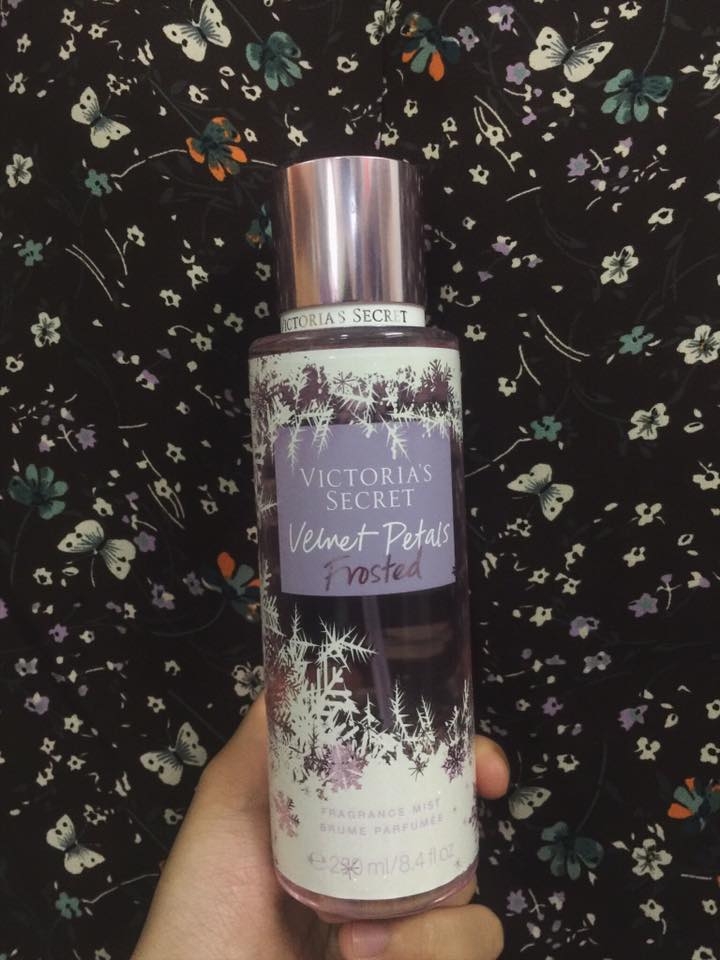 VICTORIA'S SECRET
VICTORIA'S
SECRET
Velvet Petals
Frosted
FRAGRANCE MIST
BRUME PARFUMÉE
℮ 250 ml/8.4 fl oz